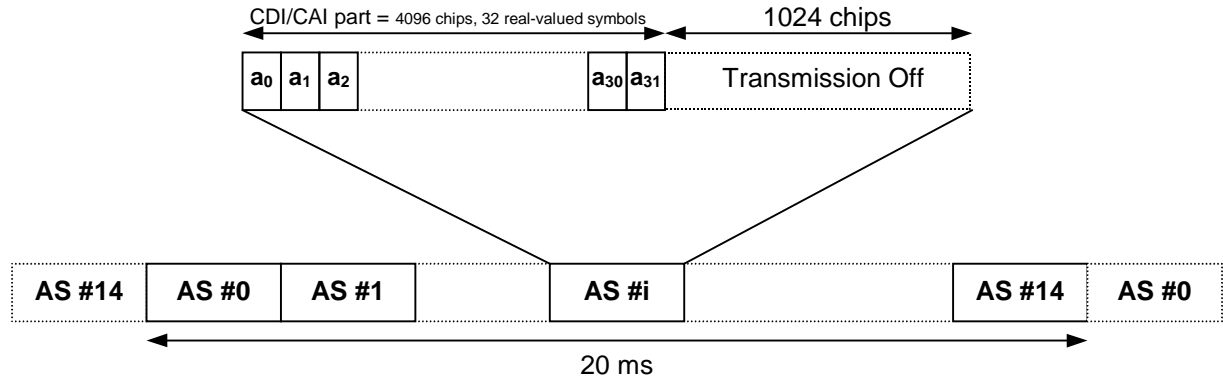 CDI/CAI part = 4096 chips, 32 real-valued symbols
1024 chips
a0 a1 a2 a30 a31 Transmission Off
AS #14 AS #0 AS #1 AS #i AS #14 AS #0
20 ms